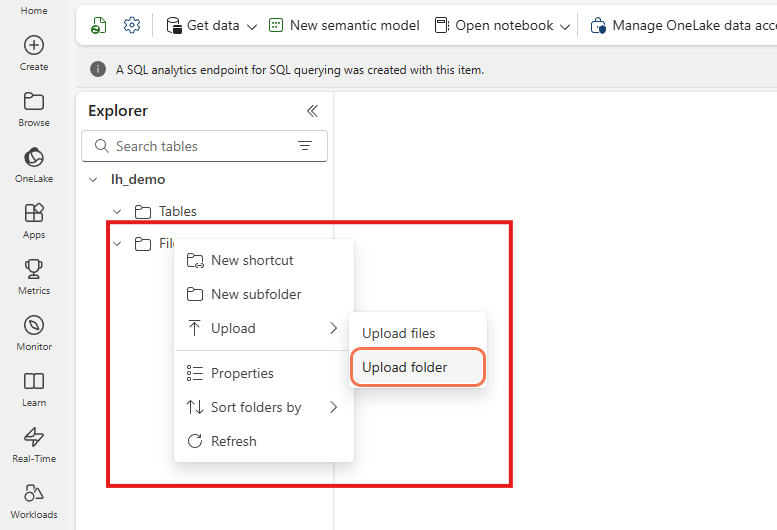 Home
Create
Browse
OneLake
Apps
Metrics
Monitor
Learn
Real-Time
Workloads
Get data
New semantic model
Open notebook
Manage OneLake data
A SQL analytics endpoint for SQL querying was created with this item.
Explorer
Search tables
lh_demo
Tables
New shortcut
New subfolder
Upload
Upload files
Upload folder
Properties
Sort folders by
Refresh